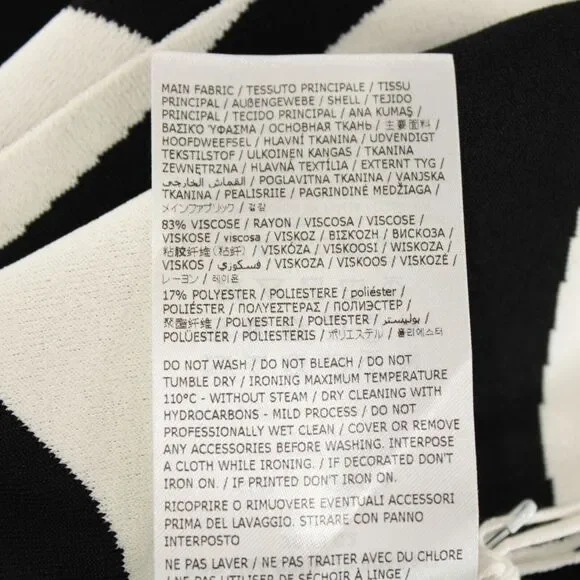 MAIN FABRIC / TESSUTO PRINCIPALE / TISSU
PRINCIPAL / AUßENGEWEBE / SHELL / TEJIDO
PRINCIPAL / TECIDO PRINCIPAL / ANA KUMAŞ /
ΒΑΣΙΚΌ ΎΦΑΣΜΑ / ОСНОВНАЯ ТКАНЬ / 主要面料 /
HOOFDWEEFSEL / HLAVNÍ TKANINA / UDVENDIGT
TEKSTILSTOF / ULKOINEN KANGAS / TKANINA
ZEWNĘTRZNA / HLAVNÁ TEXTÍLIA / EXTERNT TYG /
القماش الخارجي / POGLAVITNA TKANINA / VANJSKA
TKANINA / PEALISRIIE / PAGRINDINĖ MEDŽIAGA /
メインファブリック / 겉감
83% VISCOSE / RAYON / VISCOSA / VISCOSE /
VISKOSE / viscosa / VISKOZ / ΒΙΣΚΟΖΗ / ВИСКОЗА /
粘胶纤维(粘纤) / VISKÓZA / VISKOOSI / WISKOZA /
VISKOS / فسكوزي / VISKOZA / VISKOOS / VISKOZĖ /
レーヨン / 레이온
17% POLYESTER / POLIESTERE / poliéster /
POLIÉSTER / ΠΟΛΥΕΣΤΕΡΑΣ / ПОЛИЭСТЕР /
聚酯纤维 / POLYESTERI / POLIESTER / بوليستر /
POLÜESTER / POLIESTERIS / ポリエステル / 폴리에스터
DO NOT WASH / DO NOT BLEACH / DO NOT
TUMBLE DRY / IRONING MAXIMUM TEMPERATURE
110°C - WITHOUT STEAM / DRY CLEANING WITH
HYDROCARBONS - MILD PROCESS / DO NOT
PROFESSIONALLY WET CLEAN / COVER OR REMOVE
ANY ACCESSORIES BEFORE WASHING. INTERPOSE
A CLOTH WHILE IRONING. / IF DECORATED DON'T
IRON ON. / IF PRINTED DON'T IRON ON.
RICOPRIRE O RIMUOVERE EVENTUALI ACCESSORI
PRIMA DEL LAVAGGIO. STIRARE CON PANNO
INTERPOSTO
NE PAS LAVER / NE PAS TRAITER AVEC DU CHLORE
/ NE PAS UTILISER DE SÉCHOIR À LINGE /